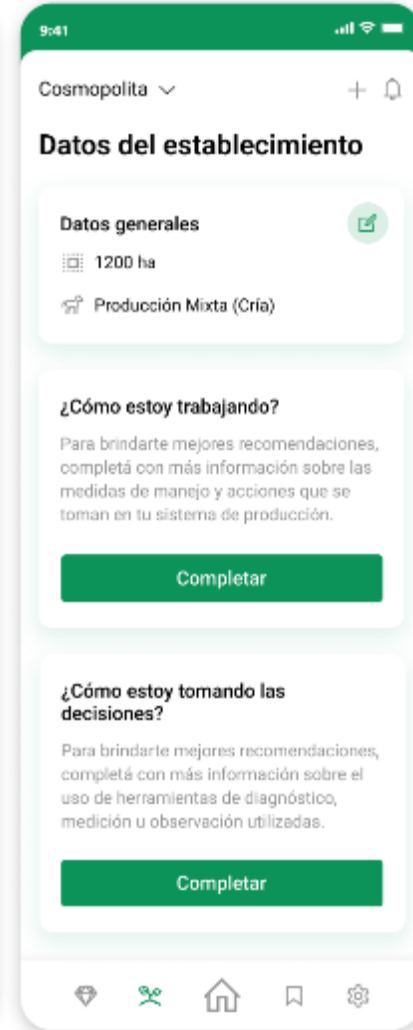 9:41
Cosmopolita
Datos del establecimiento
Datos generales
1200 ha
Producción Mixta (Cría)
¿Cómo estoy trabajando?
Para brindarte mejores recomendaciones,
completá con más información sobre las
medidas de manejo y acciones que se
toman en tu sistema de producción.
Completar
¿Cómo estoy tomando las
decisiones?
Para brindarte mejores recomendaciones,
completá con más información sobre el
uso de herramientas de diagnóstico,
medición u observación utilizadas.
Completar